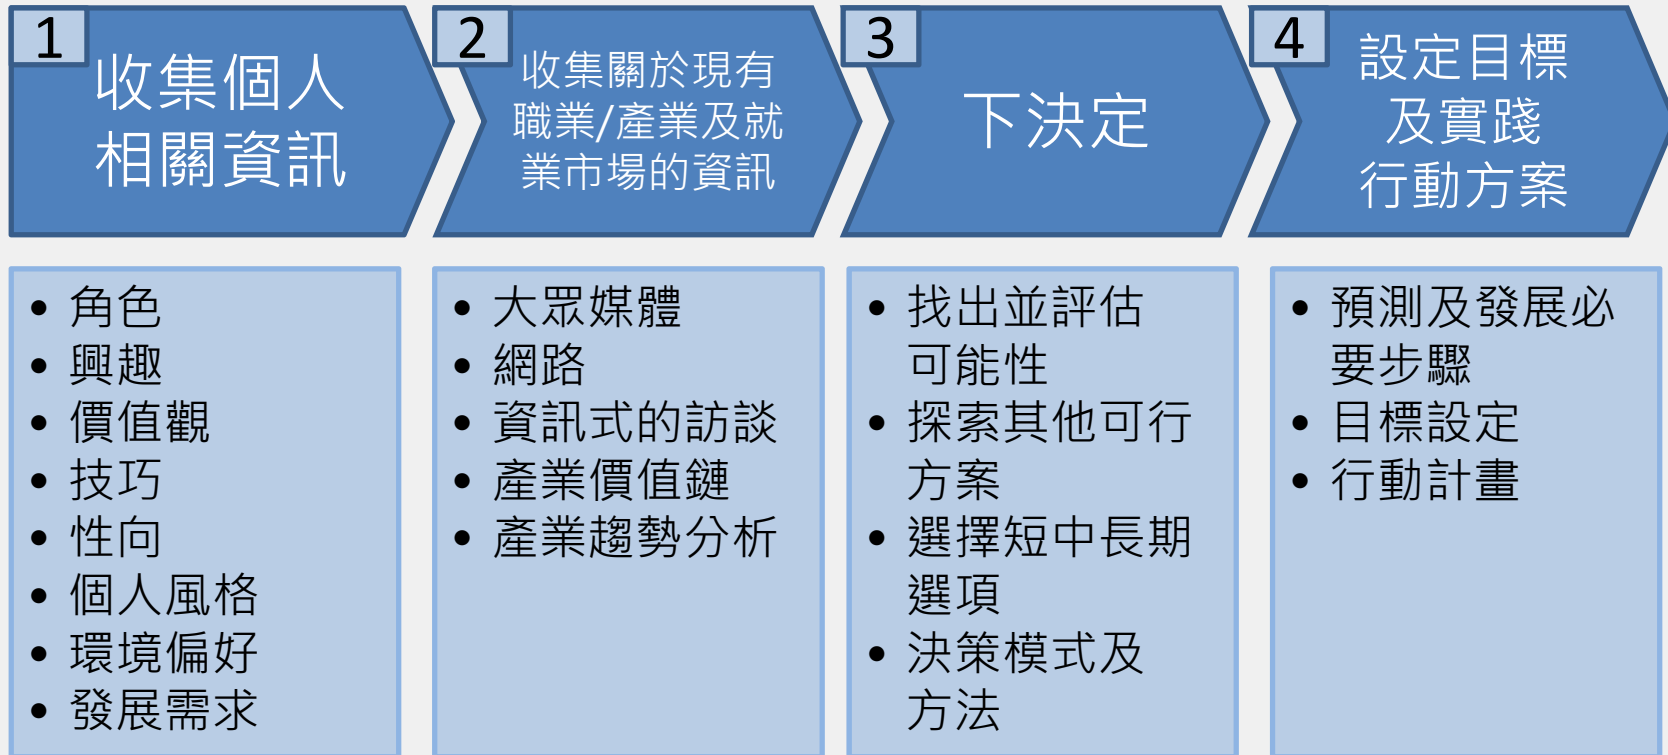 1
收集個人
相關資訊
2
收集關於現有
職業/產業及就
業市場的資訊
3
下決定
4
設定目標
及實踐
行動方案
• 角色
• 興趣
• 價值觀
• 技巧
• 性向
• 個人風格
• 環境偏好
• 發展需求
• 大眾媒體
• 網路
• 資訊式的訪談
• 產業價值鏈
• 產業趨勢分析
• 找出並評估
可能性
• 探索其他可行
方案
• 選擇短中長期
選項
• 決策模式及
方法
• 預測及發展必
要步驟
• 目標設定
• 行動計畫